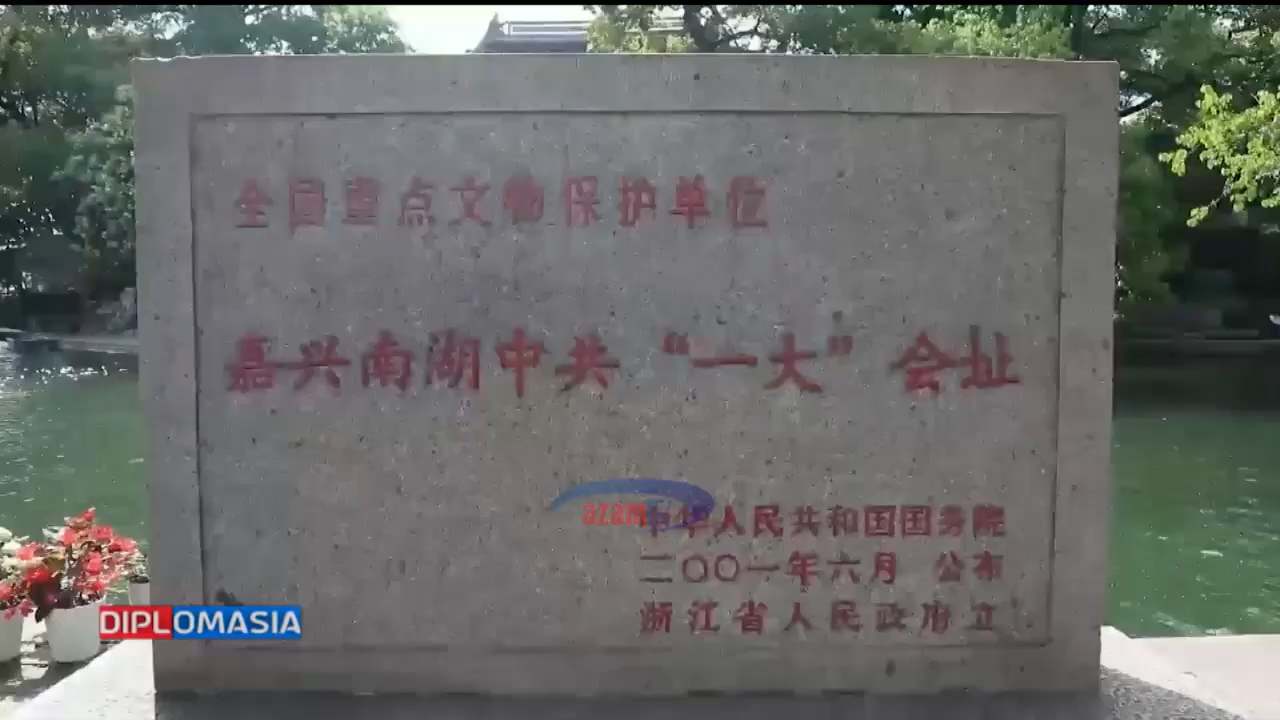 全国重点文物保护单位
嘉兴南湖中共“一大”会址
azam
中华人民共和国国务院
二〇〇一年六月 公布
浙江省人民政府立
DIPLOMASIA